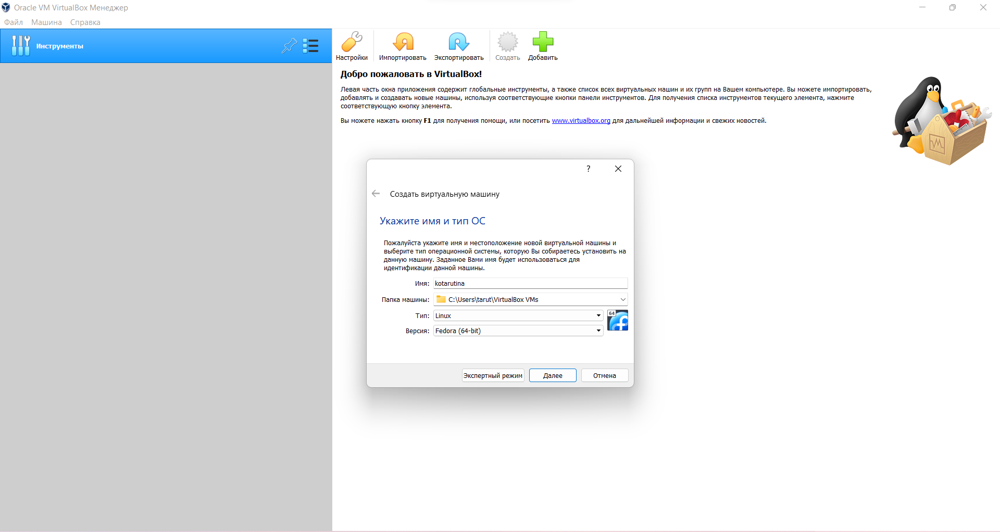 Oracle VM VirtualBox Менеджер
Файл Машина Справка
Инструменты
Настройки Импортировать Экспортировать Создать Добавить
Добро пожаловать в VirtualBox!
Левая часть окна приложения содержит глобальные инструменты, а также список всех виртуальных машин и их групп на Вашем компьютере. Вы можете импортировать,
добавлять и создавать новые машины, используя соответствующие кнопки панели инструментов. Для получения списка инструментов текущего элемента, нажмите
соответствующую кнопку элемента.
Вы можете нажать кнопку F1 для получения помощи, или посетить www.virtualbox.org для дальнейшей информации и свежих новостей.
?
Создать виртуальную машину
Укажите имя и тип ОС
Пожалуйста укажите имя и местоположение новой виртуальной машины и
выберите тип операционной системы, которую Вы собираетесь установить на
данную машину. Заданное Вами имя будет использоваться для
идентификации данной машины.
Имя: kotarutina
Папка машины: C:\Users\tarut\VirtualBox VMs
Тип: Linux
64
Версия: Fedora (64-bit)
Экспертный режим Далее Отмена